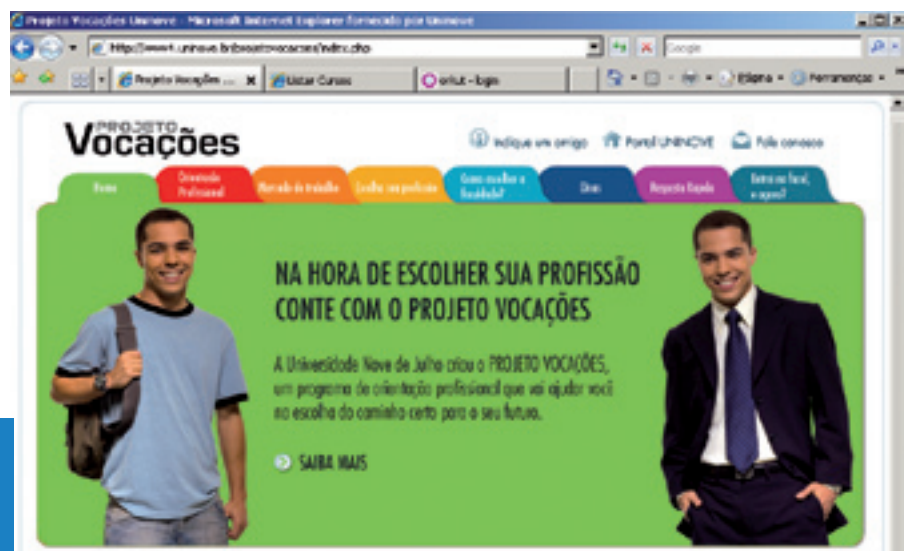 Projeto Vocações Uninove - Microsoft Internet Explorer fornecido por Uninove
Google
Projeto Vocações ...
Listar Cursos
orkut - login
Página
Ferramentas
PROJETO
Vocações
Indique um amigo
Portal UNINOVE
Fale conosco
Home
Orientação Profissional
Mercado de trabalho
Escolha sua profissão
Como escolher a faculdade?
Dicas
Resposta Rápida
Entrei na facul, e agora?
NA HORA DE ESCOLHER SUA PROFISSÃO
CONTE COM O PROJETO VOCAÇÕES
A Universidade Nove de Julho criou o PROJETO VOCAÇÕES,
um programa de orientação profissional que vai ajudar você
na escolha do caminho certo para o seu futuro.
SAIBA MAIS